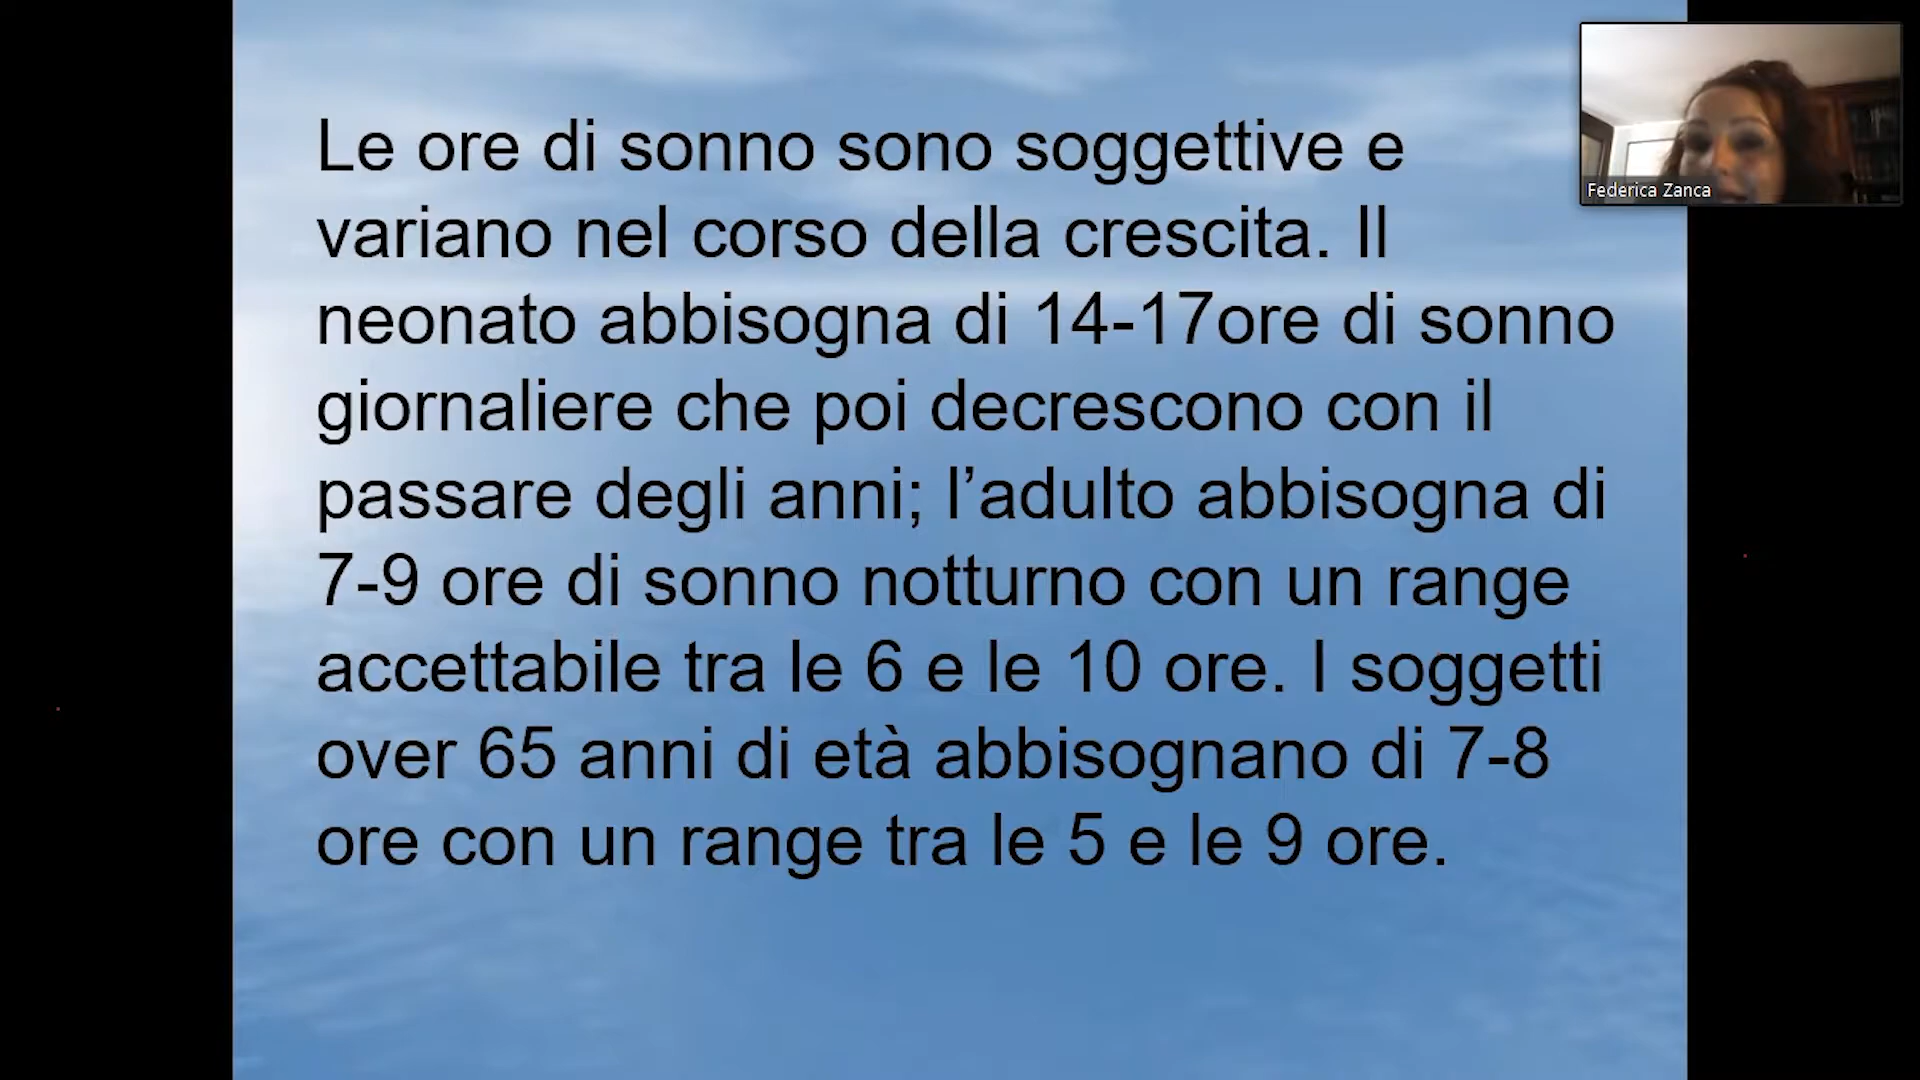 Le ore di sonno sono soggettive e
variano nel corso della crescita. Il
neonato abbisogna di 14-17ore di sonno
giornaliere che poi decrescono con il
passare degli anni; l’adulto abbisogna di
7-9 ore di sonno notturno con un range
accettabile tra le 6 e le 10 ore. I soggetti
over 65 anni di età abbisognano di 7-8
ore con un range tra le 5 e le 9 ore.
Federica Zanca